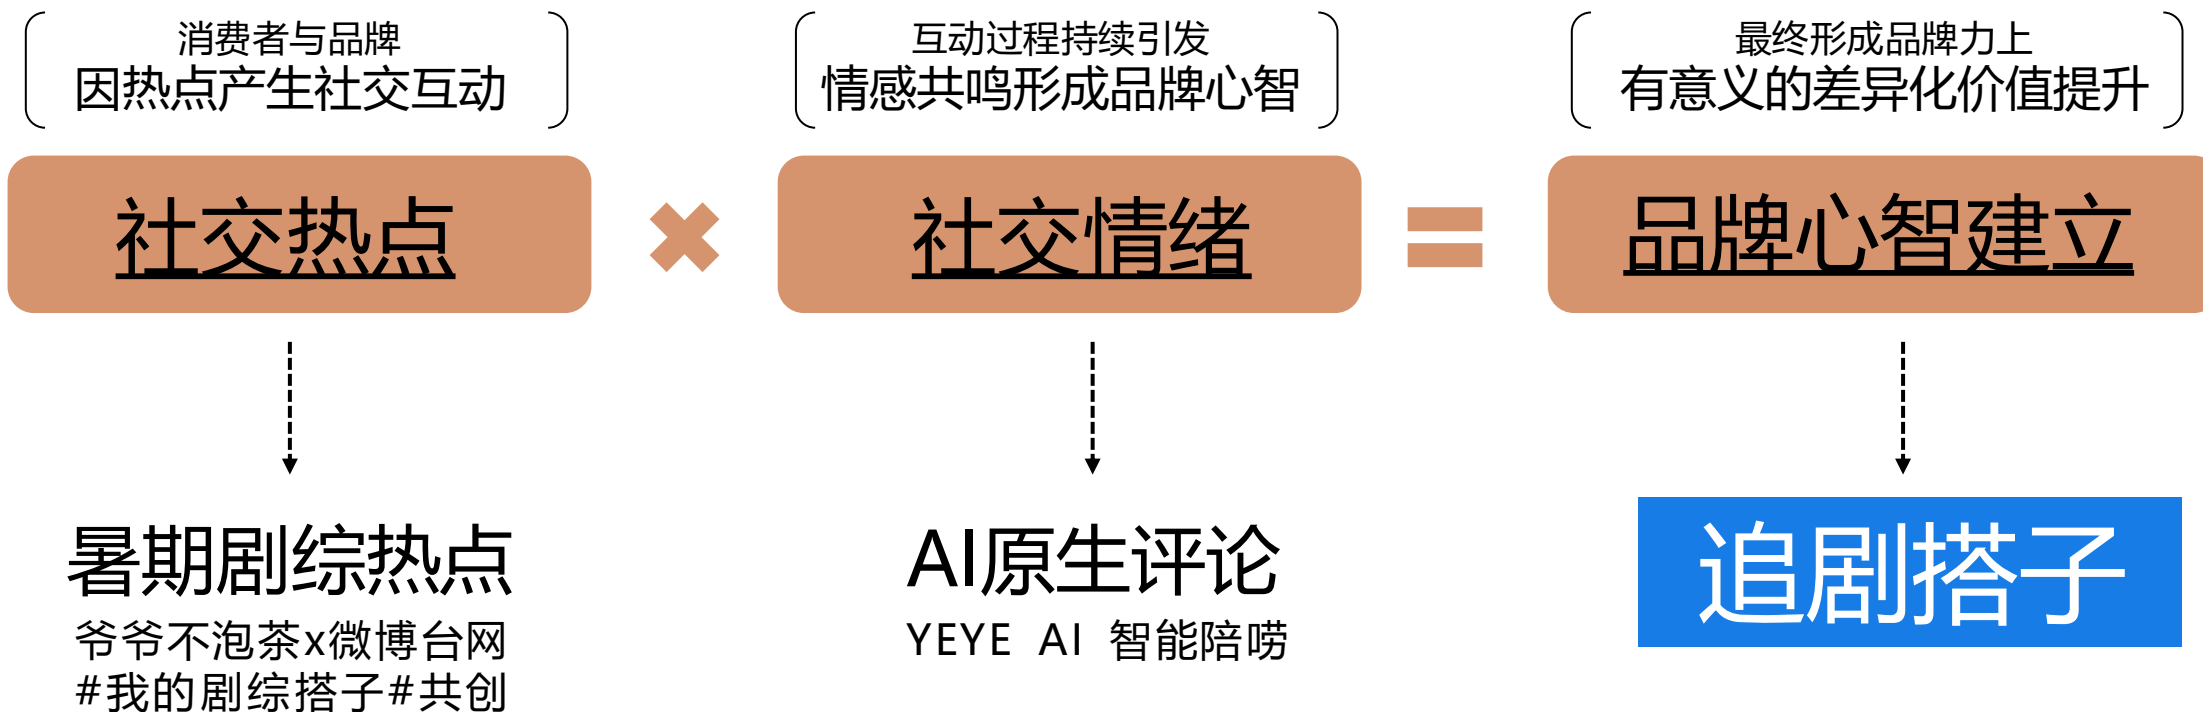 消费者与品牌
因热点产生社交互动
互动过程持续引发
情感共鸣形成品牌心智
最终形成品牌力上
有意义的差异化价值提升
社交热点
社交情绪
品牌心智建立
暑期剧综热点
爷爷不泡茶x微博台网
#我的剧综搭子#共创
AI原生评论
YEYE AI 智能陪唠
追剧搭子